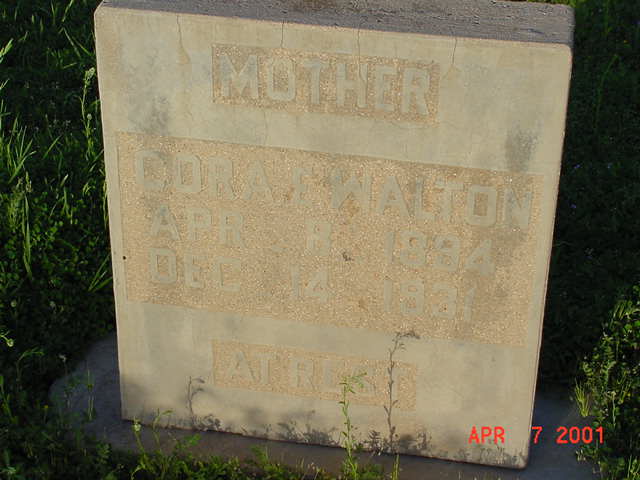 MOTHER
CORA E WALTON
APR 8 1884
DEC 14 1931
AT REST
APR 7 2001